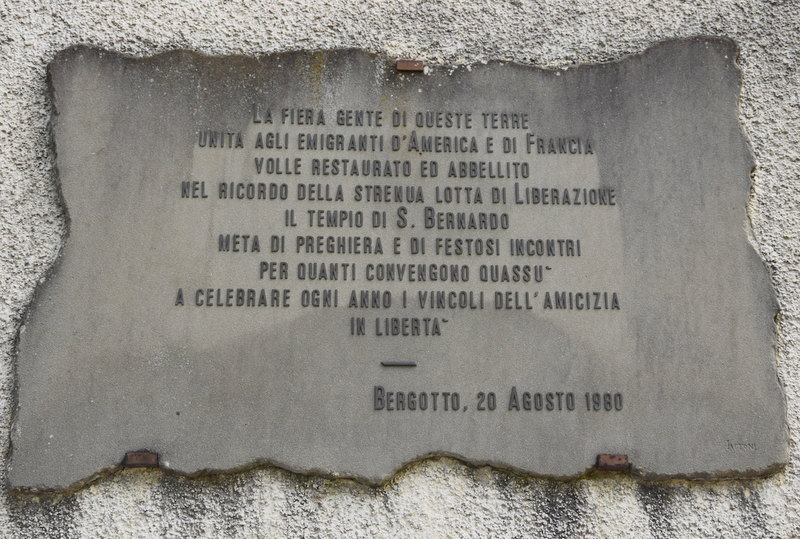 La fiera gente di queste terre
unita agli emigranti d'America e di Francia
volle restaurato ed abbellito
nel ricordo della strenua lotta di Liberazione
il tempio di S. Bernardo
meta di preghiera e di festosi incontri
per quanti convengono quassu`
a celebrare ogni anno i vincoli dell'amicizia
in liberta`
—
Bergotto, 20 Agosto 1980